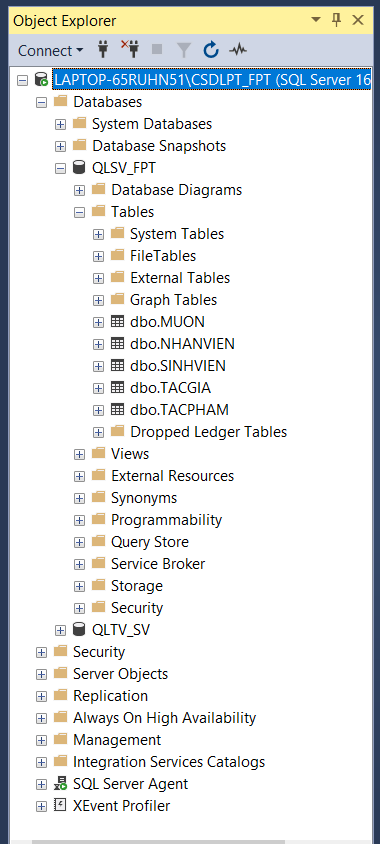 Object Explorer
Connect
LAPTOP-65RUHN51\CSDLPT_FPT (SQL Server 16
Databases
System Databases
Database Snapshots
QLSV_FPT
Database Diagrams
Tables
System Tables
FileTables
External Tables
Graph Tables
dbo.MUON
dbo.NHANVIEN
dbo.SINHVIEN
dbo.TACGIA
dbo.TACPHAM
Dropped Ledger Tables
Views
External Resources
Synonyms
Programmability
Query Store
Service Broker
Storage
Security
QLTV_SV
Security
Server Objects
Replication
Always On High Availability
Management
Integration Services Catalogs
SQL Server Agent
XEvent Profiler